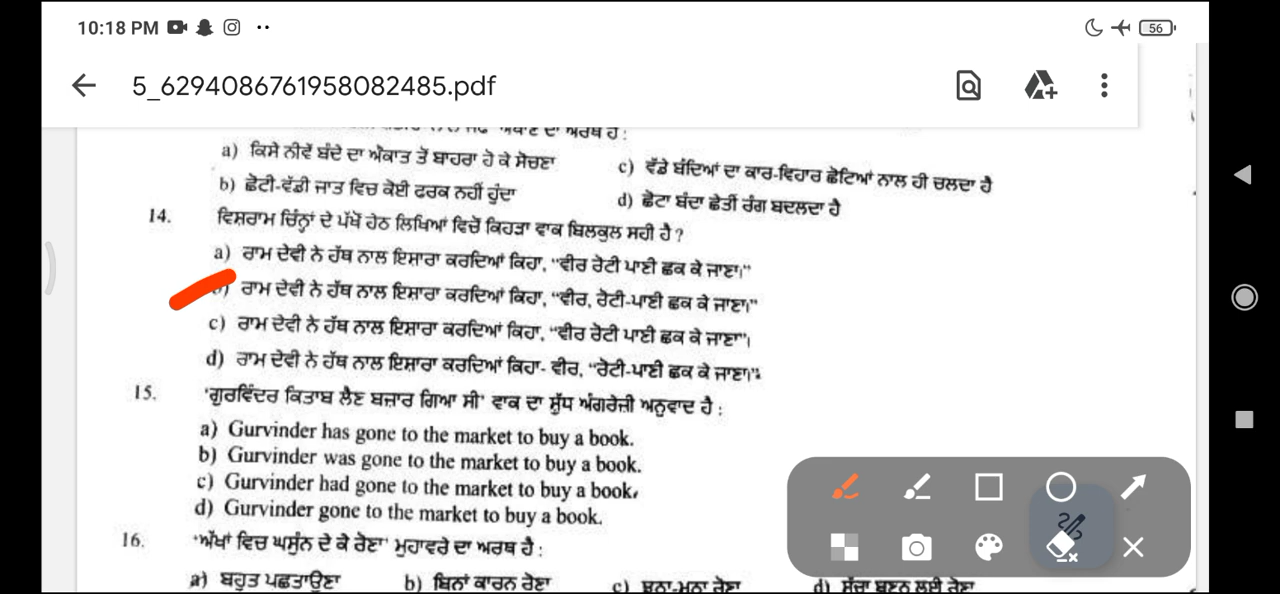 10:18 PM
56
5_6294086761958082485.pdf
ਦਾ ਅਰਥ ਹੈ :
a) ਕਿਸੇ ਨੀਵੇਂ ਬੰਦੇ ਦਾ ਔਕਾਤ ਤੋਂ ਬਾਹਰਾ ਹੋ ਕੇ ਸੋਚਣਾ
c) ਵੱਡੇ ਬੰਦਿਆਂ ਦਾ ਕਾਰ-ਵਿਹਾਰ ਛੋਟਿਆਂ ਨਾਲ ਹੀ ਚਲਦਾ ਹੈ
b) ਛੋਟੀ-ਵੱਡੀ ਜਾਤ ਵਿਚ ਕੋਈ ਫਰਕ ਨਹੀਂ ਹੁੰਦਾ
d) ਛੋਟਾ ਬੰਦਾ ਛੇਤੀਂ ਰੰਗ ਬਦਲਦਾ ਹੈ
14. ਵਿਸ਼ਰਾਮ ਚਿੰਨ੍ਹਾਂ ਦੇ ਪੱਖੋਂ ਹੇਠ ਲਿਖਿਆਂ ਵਿਚੋਂ ਕਿਹੜਾ ਵਾਕ ਬਿਲਕੁਲ ਸਹੀ ਹੈ ?
a) ਰਾਮ ਦੇਵੀ ਨੇ ਹੱਥ ਨਾਲ ਇਸ਼ਾਰਾ ਕਰਦਿਆਂ ਕਿਹਾ, “ਵੀਰ ਰੋਟੀ ਪਾਣੀ ਛਕ ਕੇ ਜਾਣਾ।”
ਰਾਮ ਦੇਵੀ ਨੇ ਹੱਥ ਨਾਲ ਇਸ਼ਾਰਾ ਕਰਦਿਆਂ ਕਿਹਾ, “ਵੀਰ, ਰੋਟੀ-ਪਾਣੀ ਛਕ ਕੇ ਜਾਣਾ।”
c) ਰਾਮ ਦੇਵੀ ਨੇ ਹੱਥ ਨਾਲ ਇਸ਼ਾਰਾ ਕਰਦਿਆਂ ਕਿਹਾ, “ਵੀਰ ਰੋਟੀ ਪਾਣੀ ਛਕ ਕੇ ਜਾਣਾ”।
d) ਰਾਮ ਦੇਵੀ ਨੇ ਹੱਥ ਨਾਲ ਇਸ਼ਾਰਾ ਕਰਦਿਆਂ ਕਿਹਾ- ਵੀਰ, “ਰੋਟੀ-ਪਾਣੀ ਛਕ ਕੇ ਜਾਣਾ।”
15. ‘ਗੁਰਵਿੰਦਰ ਕਿਤਾਬ ਲੈਣ ਬਜ਼ਾਰ ਗਿਆ ਸੀ’ ਵਾਕ ਦਾ ਸ਼ੁੱਧ ਅੰਗਰੇਜ਼ੀ ਅਨੁਵਾਦ ਹੈ :
a) Gurvinder has gone to the market to buy a book.
b) Gurvinder was gone to the market to buy a book.
c) Gurvinder had gone to the market to buy a book.
d) Gurvinder gone to the market to buy a book.
16. ‘ਅੱਖਾਂ ਵਿਚ ਘਸੁੰਨ ਦੇ ਕੇ ਰੋਣਾ’ ਮੁਹਾਵਰੇ ਦਾ ਅਰਥ ਹੈ :
a) ਬਹੁਤ ਪਛਤਾਉਣਾ b) ਬਿਨਾਂ ਕਾਰਨ ਰੋਣਾ c) ਝੂਠਾ-ਮੂਠਾ ਰੋਣਾ d) ਸੱਚਾ ਬਣਨ ਲਈ ਰੋਣਾ